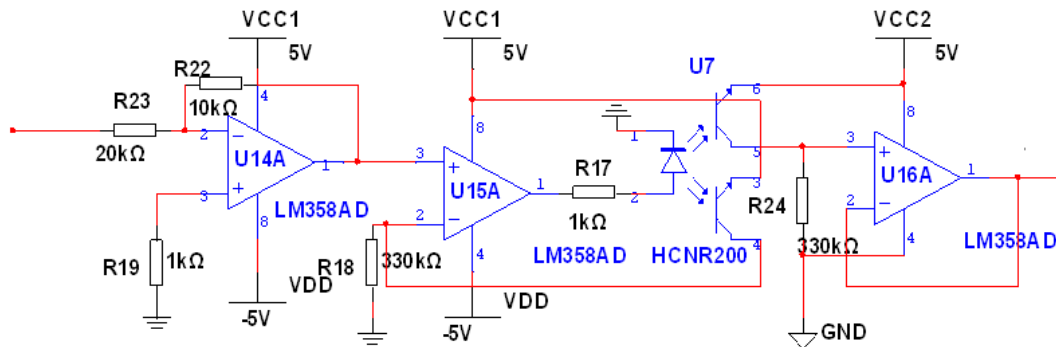 VCC1
5V
VCC1
5V
VCC2
5V
R22
10kΩ
4
R23
20kΩ
2
U14A
1
3
8
LM358AD
R19
1kΩ
VDD
-5V
3
8
U15A
1
2
4
R18
330kΩ
VDD
-5V
R17
1kΩ
LM358AD
U7
1
2
6
5
3
4
HCNR200
R24
330kΩ
GND
3
8
U16A
1
2
4
LM358AD